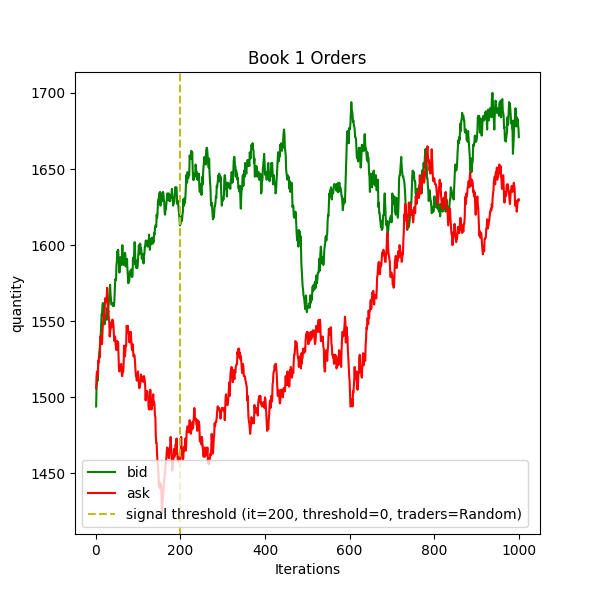 Book 1 Orders
1700
1650
1600
1550
1500
1450
quantity
bid
ask
signal threshold (it=200, threshold=0, traders=Random)
0 200 400 600 800 1000
Iterations